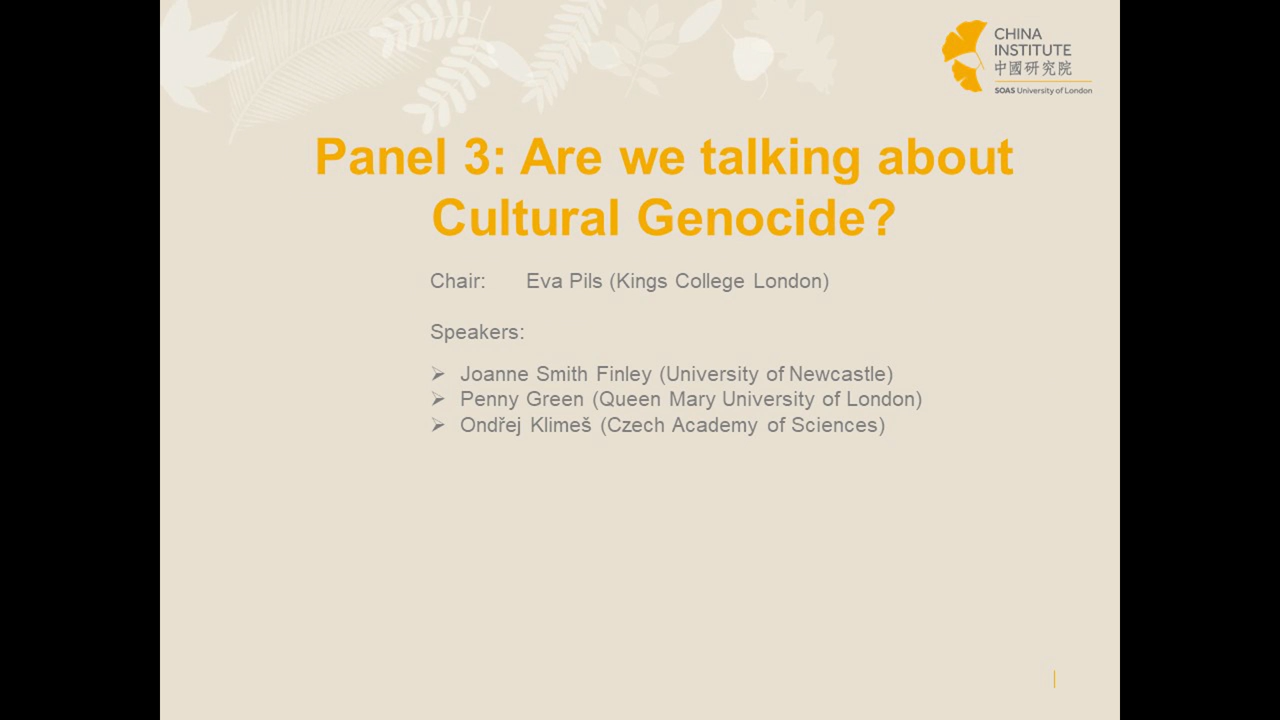 CHINA
INSTITUTE
中國研究院
SOAS University of London
Panel 3: Are we talking about
Cultural Genocide?
Chair: Eva Pils (Kings College London)
Speakers:
➢ Joanne Smith Finley (University of Newcastle)
➢ Penny Green (Queen Mary University of London)
➢ Ondřej Klimeš (Czech Academy of Sciences)